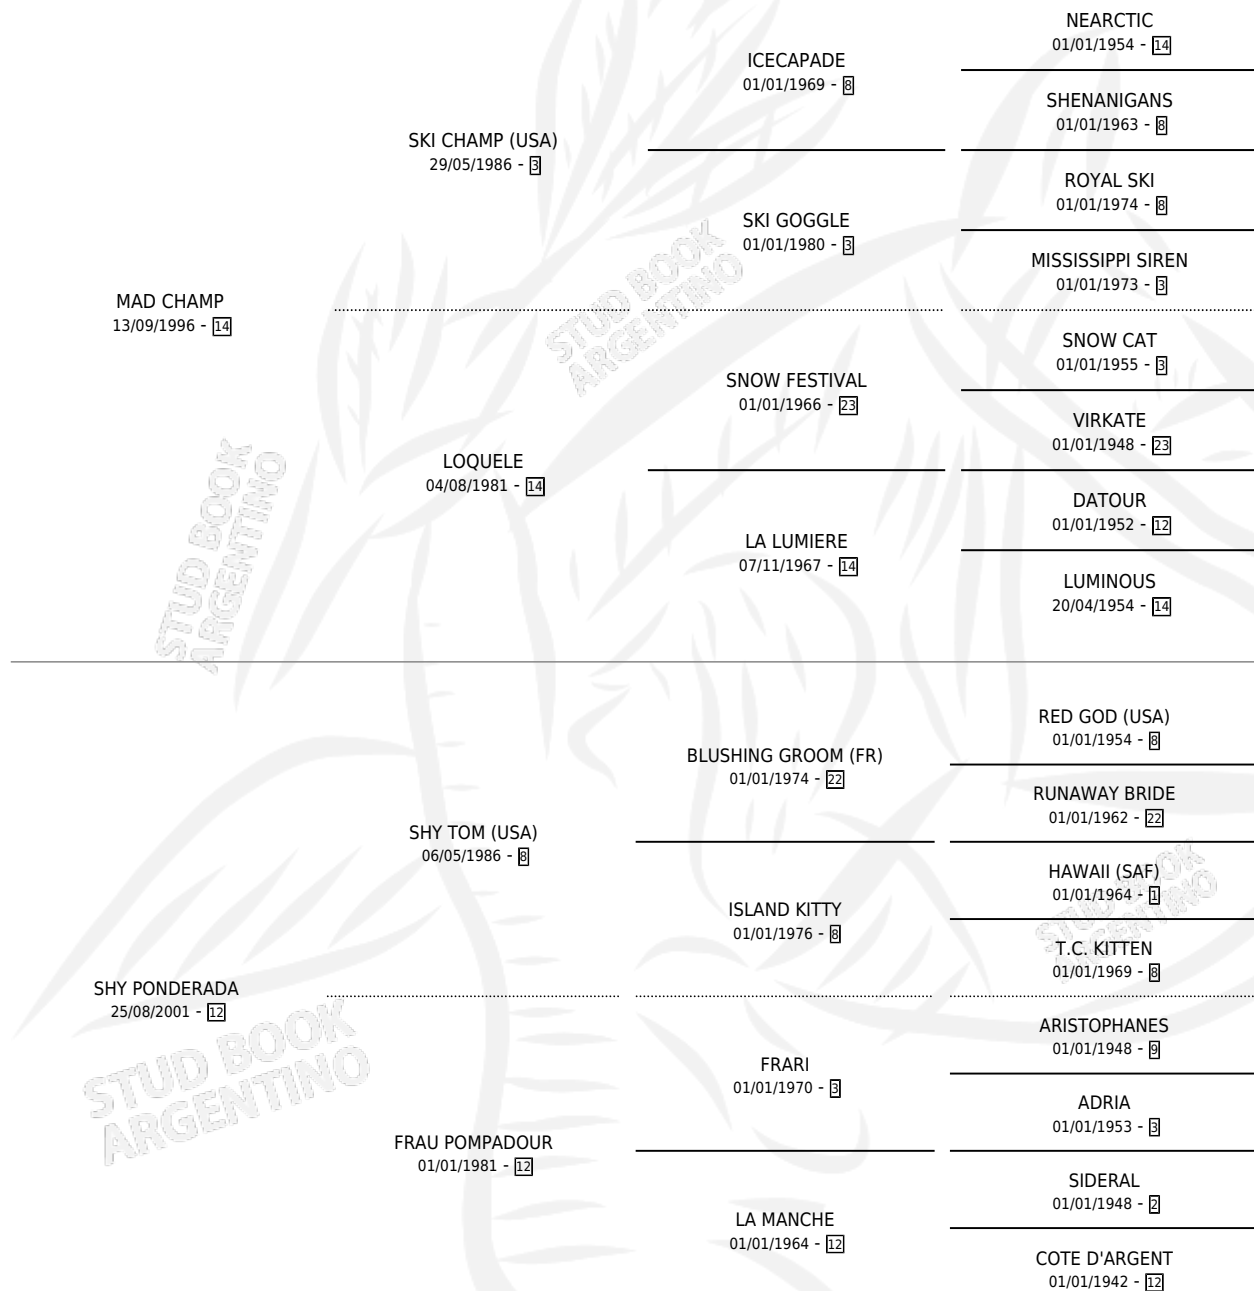 NEARCTIC
01/01/1954 - 14
ICECAPADE
01/01/1969 - 8
SHENANIGANS
01/01/1963 - 8
SKI CHAMP (USA)
29/05/1986 - 3
ROYAL SKI
01/01/1974 - 8
SKI GOGGLE
01/01/1980 - 3
MISSISSIPPI SIREN
01/01/1973 - 3
MAD CHAMP
13/09/1996 - 14
SNOW CAT
01/01/1955 - 3
SNOW FESTIVAL
01/01/1966 - 23
VIRKATE
01/01/1948 - 23
LOQUELE
04/08/1981 - 14
DATOUR
01/01/1952 - 12
LA LUMIERE
07/11/1967 - 14
LUMINOUS
20/04/1954 - 14
RED GOD (USA)
01/01/1954 - 8
BLUSHING GROOM (FR)
01/01/1974 - 22
RUNAWAY BRIDE
01/01/1962 - 22
SHY TOM (USA)
06/05/1986 - 8
HAWAII (SAF)
01/01/1964 - 1
ISLAND KITTY
01/01/1976 - 8
T.C. KITTEN
01/01/1969 - 8
SHY PONDERADA
25/08/2001 - 12
ARISTOPHANES
01/01/1948 - 9
FRARI
01/01/1970 - 3
ADRIA
01/01/1953 - 3
FRAU POMPADOUR
01/01/1981 - 12
SIDERAL
01/01/1948 - 2
LA MANCHE
01/01/1964 - 12
COTE D'ARGENT
01/01/1942 - 12
STUD BOOK
ARGENTINO
STUD BOOK
ARGENTINO
STUD BOOK
ARGENTINO
STUD BOOK
ARGENTINO